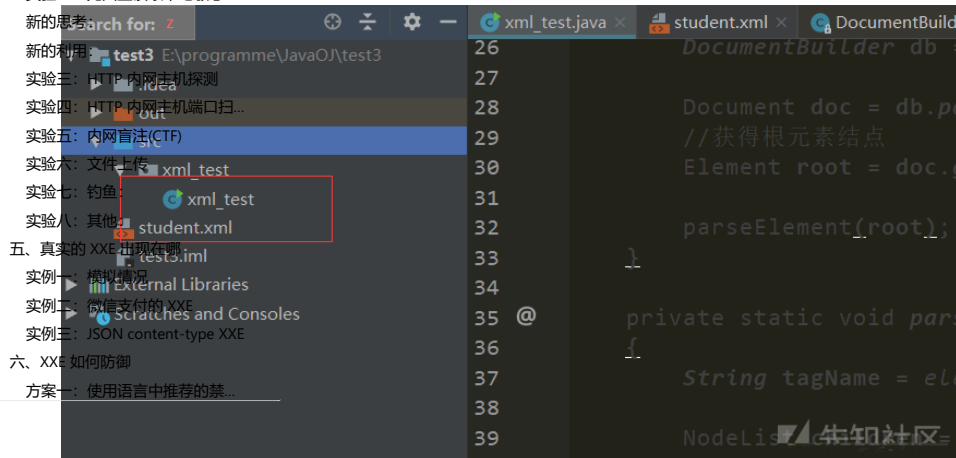 新的思考:
新的利用:
实验三: HTTP 内网主机探测
实验四: HTTP 内网主机端口扫...
实验五: 内网盲注(CTF)
实验六: 文件上传
实验七: 钓鱼:
实验八: 其他:
五、真实的 XXE 出现在哪
实例一: 模拟情况
实例二: 微信支付的 XXE
实例三: JSON content-type XXE
六、XXE 如何防御
方案一: 使用语言中推荐的禁...
Search for: z
test3 E:\programme\JavaOJ\test3
.idea
out
src
xml_test
xml_test
student.xml
test3.iml
External Libraries
Scratches and Consoles
xml_test.java × student.xml × DocumentBuild
26 DocumentBuilder db =
27
28 Document doc = db.pa
29 //获得根元素结点
30 Element root = doc.
31
32 parseElement(root);
33 }
34
35 @ private static void pars
36 {
37 String tagName = ele
38
39 NodeList children =
先知社区